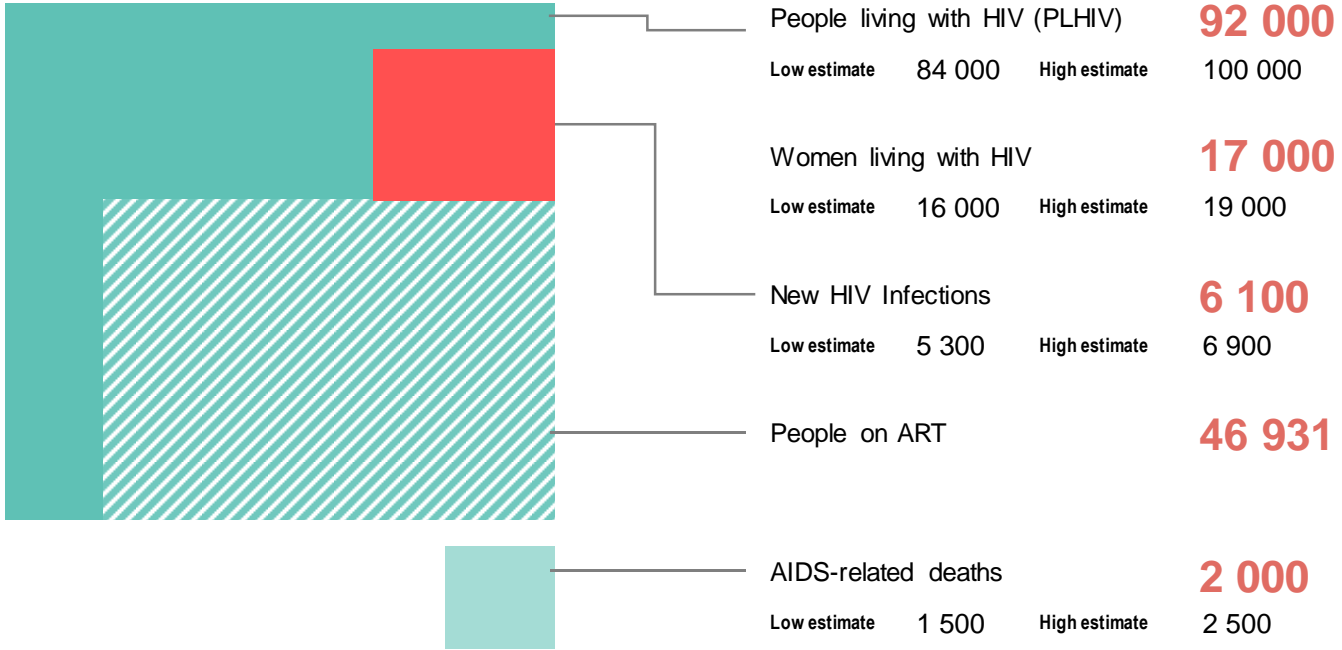 People living with HIV (PLHIV) 92 000
Low estimate 84 000 High estimate 100 000
Women living with HIV 17 000
Low estimate 16 000 High estimate 19 000
New HIV Infections 6 100
Low estimate 5 300 High estimate 6 900
People on ART 46 931
AIDS-related deaths 2 000
Low estimate 1 500 High estimate 2 500